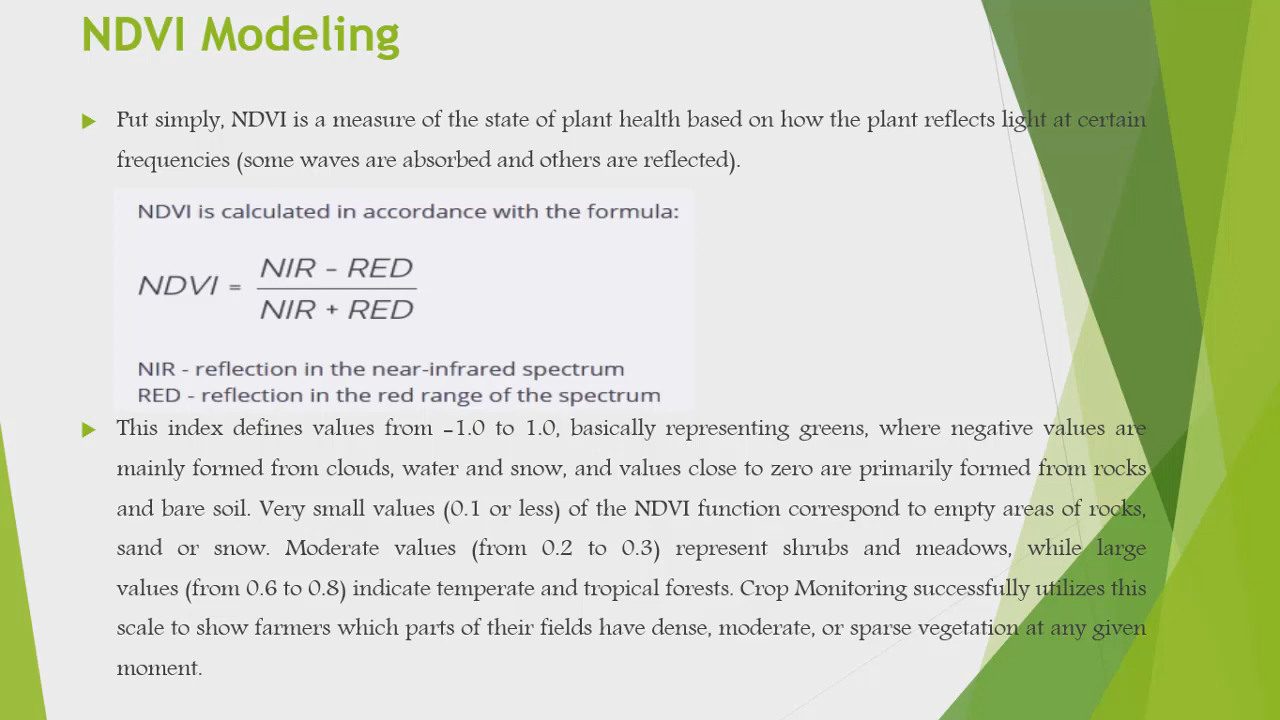 NDVI Modeling
Put simply, NDVI is a measure of the state of plant health based on how the plant reflects light at certain
frequencies (some waves are absorbed and others are reflected).
NDVI is calculated in accordance with the formula:
NDVI = NIR - RED
NIR + RED
NIR - reflection in the near-infrared spectrum
RED - reflection in the red range of the spectrum
This index defines values from -1.0 to 1.0, basically representing greens, where negative values are
mainly formed from clouds, water and snow, and values close to zero are primarily formed from rocks
and bare soil. Very small values (0.1 or less) of the NDVI function correspond to empty areas of rocks,
sand or snow. Moderate values (from 0.2 to 0.3) represent shrubs and meadows, while large
values (from 0.6 to 0.8) indicate temperate and tropical forests. Crop Monitoring successfully utilizes this
scale to show farmers which parts of their fields have dense, moderate, or sparse vegetation at any given
moment.